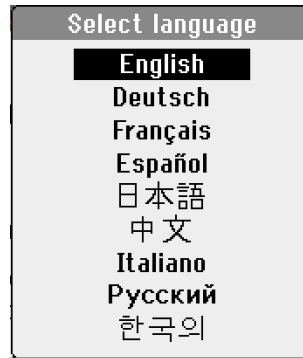 Select language
English
Deutsch
Français
Español
日本語
中文
Italiano
Русский
한국의